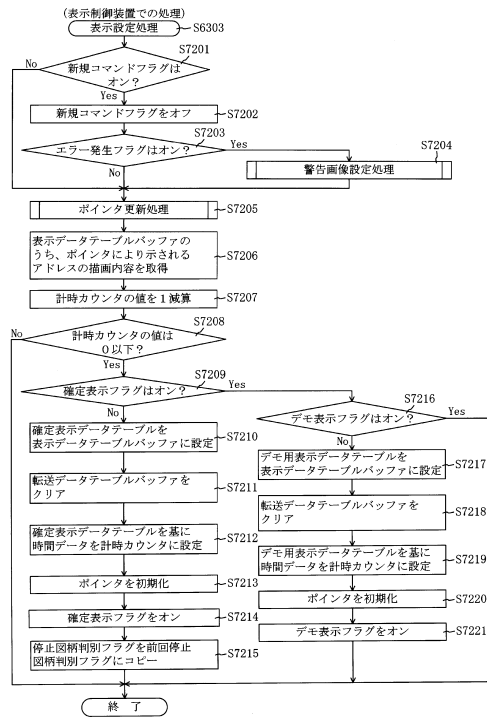 (表示制御装置での処理)
表示設定処理
S6303
S7201
新規コマンドフラグは
オン?
No
Yes
新規コマンドフラグをオフ
S7202
S7203
エラー発生フラグはオン?
Yes
No
S7204
警告画像設定処理
ポインタ更新処理
S7205
表示データテーブルバッファの
うち、ポインタにより示される
アドレスの描画内容を取得
S7206
計時カウンタの値を1減算
S7207
S7208
計時カウンタの値は
0以下?
No
Yes
S7209
確定表示フラグはオン?
Yes
No
確定表示データテーブルを
表示データテーブルバッファに設定
S7210
転送データテーブルバッファを
クリア
S7211
確定表示データテーブルを基に
時間データを計時カウンタに設定
S7212
ポインタを初期化
S7213
確定表示フラグをオン
S7214
停止図柄判別フラグを前回停止
図柄判別フラグにコピー
S7215
S7216
デモ表示フラグはオン?
Yes
No
デモ用表示データテーブルを
表示データテーブルバッファに設定
S7217
転送データテーブルバッファを
クリア
S7218
デモ用表示データテーブルを基に
時間データを計時カウンタに設定
S7219
ポインタを初期化
S7220
デモ表示フラグをオン
S7221
終了